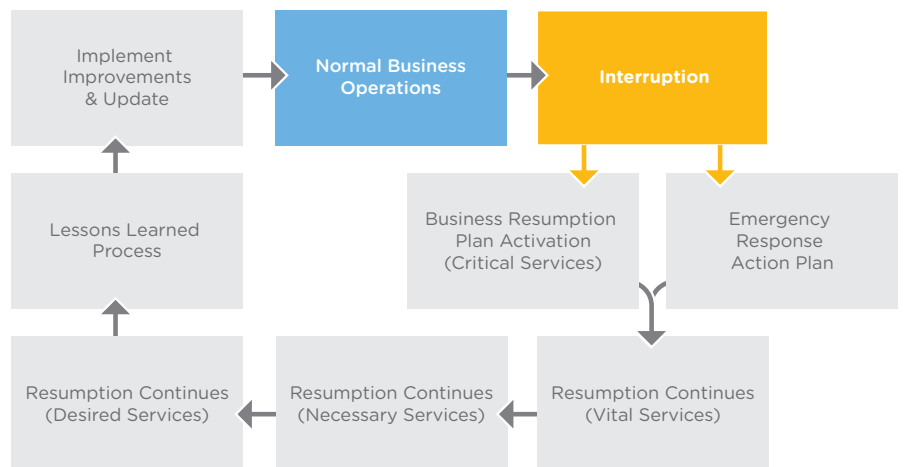 Implement
Improvements
& Update
Normal Business
Operations
Interruption
Lessons Learned
Process
Business Resumption
Plan Activation
(Critical Services)
Emergency
Response
Action Plan
Resumption Continues
(Desired Services)
Resumption Continues
(Necessary Services)
Resumption Continues
(Vital Services)